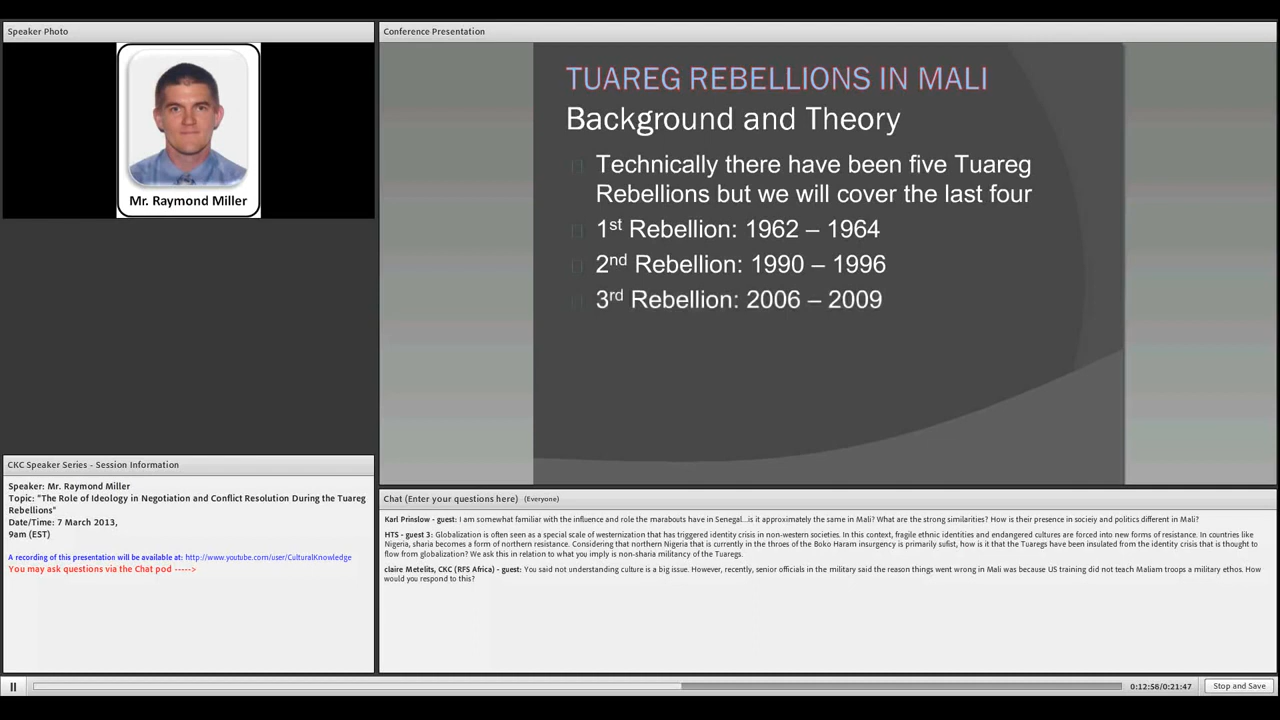 Speaker Photo
Mr. Raymond Miller
Conference Presentation
TUAREG REBELLIONS IN MALI
Background and Theory
Technically there have been five Tuareg
Rebellions but we will cover the last four
1st Rebellion: 1962 – 1964
2nd Rebellion: 1990 – 1996
3rd Rebellion: 2006 – 2009
CKC Speaker Series - Session Information
Speaker: Mr. Raymond Miller
Topic: "The Role of Ideology in Negotiation and Conflict Resolution During the Tuareg
Rebellions"
Date/Time: 7 March 2013,
9am (EST)
A recording of this presentation will be available at: http://www.youtube.com/user/CulturalKnowledge
You may ask questions via the Chat pod ----->
Chat (Enter your questions here) (Everyone)
Karl Prinslow - guest: I am somewhat familiar with the influence and role the marabouts have in Senegal...is it approximately the same in Mali? What are the strong similarities? How is their presence in socieiy and politics different in Mali?
HTS - guest 3: Globalization is often seen as a special scale of westernization that has triggered identity crisis in non-western societies. In this context, fragile ethnic identities and endangered cultures are forced into new forms of resistance. In countries like
Nigeria, sharia becomes a form of northern resistance. Considering that northern Nigeria that is currently in the throes of the Boko Haram insurgency is primarily sufist, how is it that the Tuaregs have been insulated from the identity crisis that is thought to
flow from globalization? We ask this in relation to what you imply is non-sharia militancy of the Tuaregs.
claire Metelits, CKC (RFS Africa) - guest: You said not understanding culture is a big issue. However, recently, senior officials in the military said the reason things went wrong in Mali was because US training did not teach Maliam troops a military ethos. How
would you respond to this?
0:12:56/0:21:47
Stop and Save